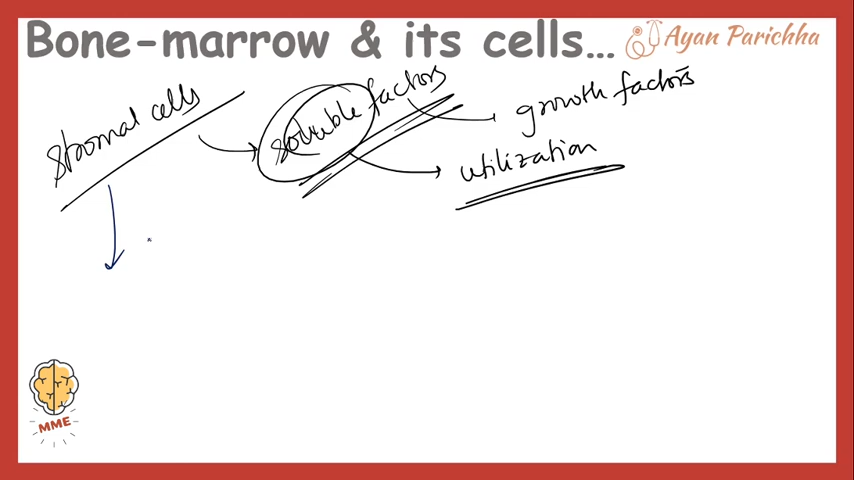 Bone-marrow & its cells...
Ayan Parichha
stromal cells
soluble factors
growth factors
utilization
MME